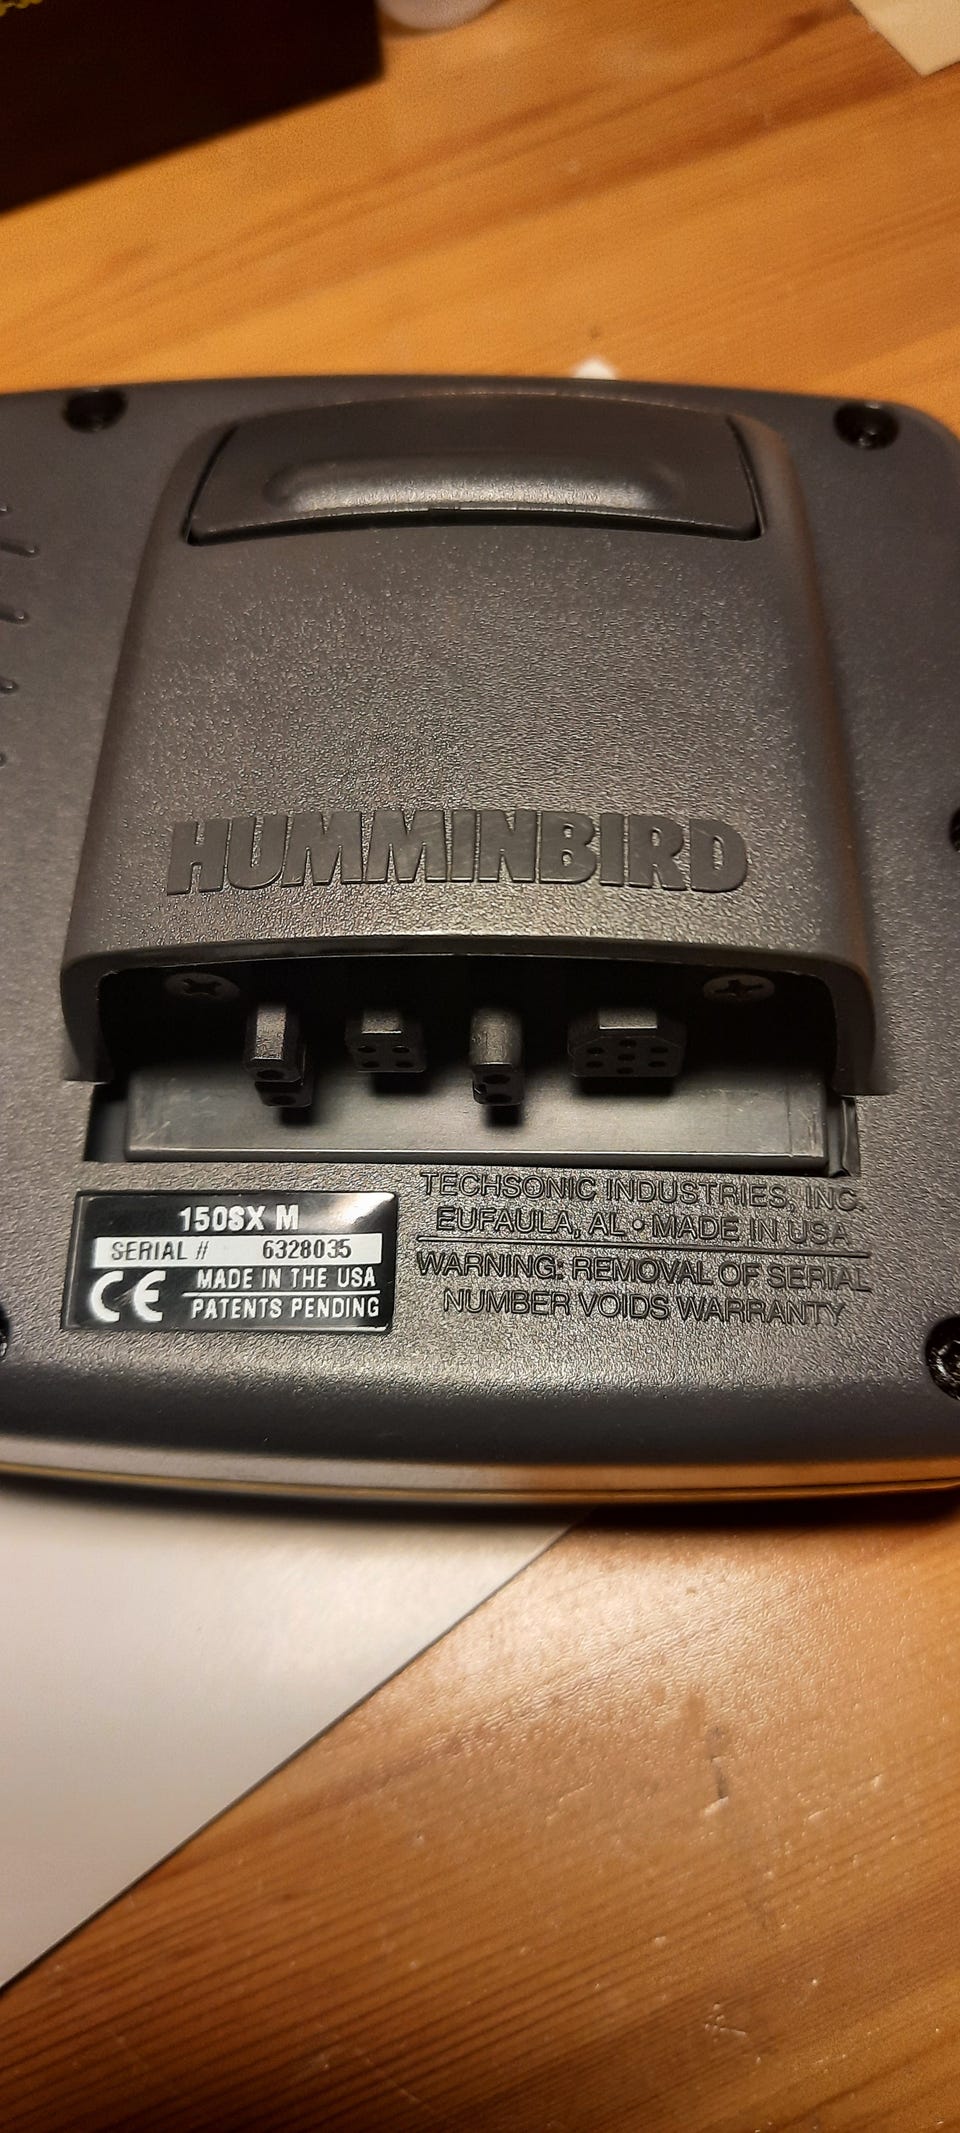 HUMMINBIRD
150SX M
SERIAL # 6328035
CE MADE IN THE USA
PATENTS PENDING
TECHSONIC INDUSTRIES, INC.
EUFAULA, AL • MADE IN USA
WARNING: REMOVAL OF SERIAL
NUMBER VOIDS WARRANTY